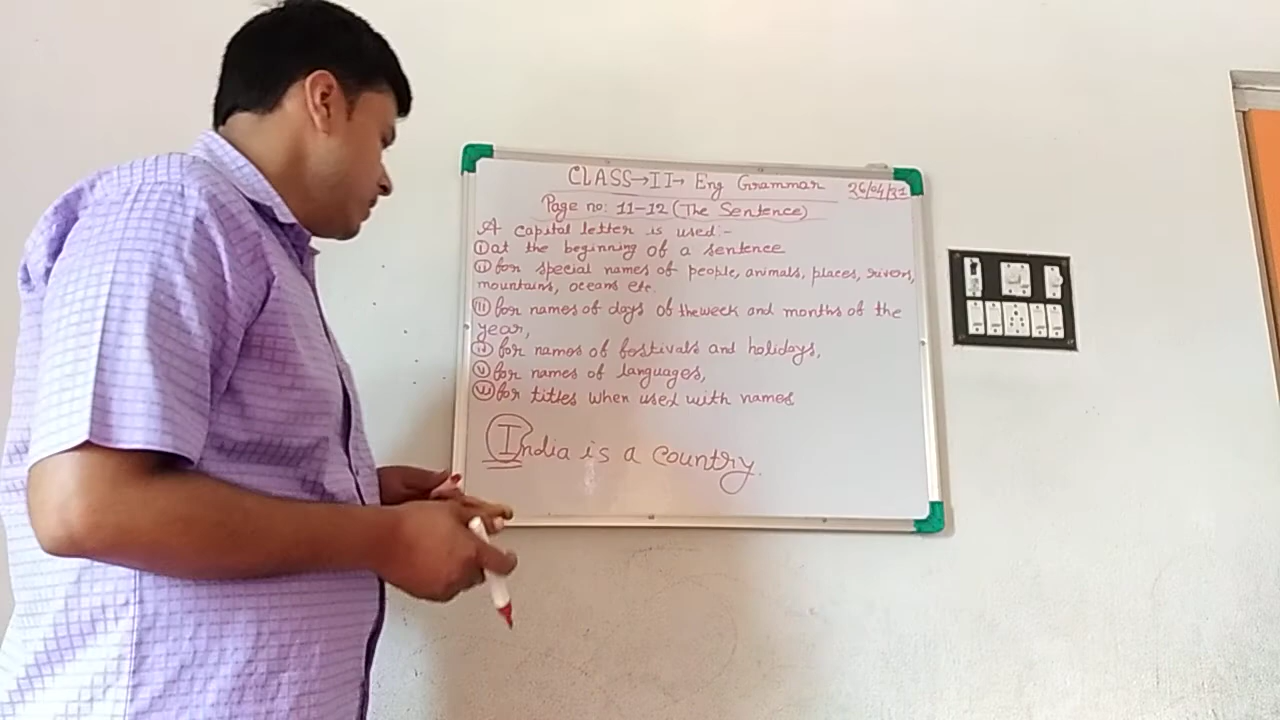 CLASS→II→ Eng Grammar 26/04/21
Page no: 11-12 (The Sentence)
A capital letter is used:-
(i) at the beginning of a sentence
(ii) for special names of people, animals, places, rivers,
mountains, oceans etc.
(iii) for names of days of the week and months of the
year,
(iv) for names of festivals and holidays,
(v) for names of languages,
(vi) for titles when used with names
India is a country.